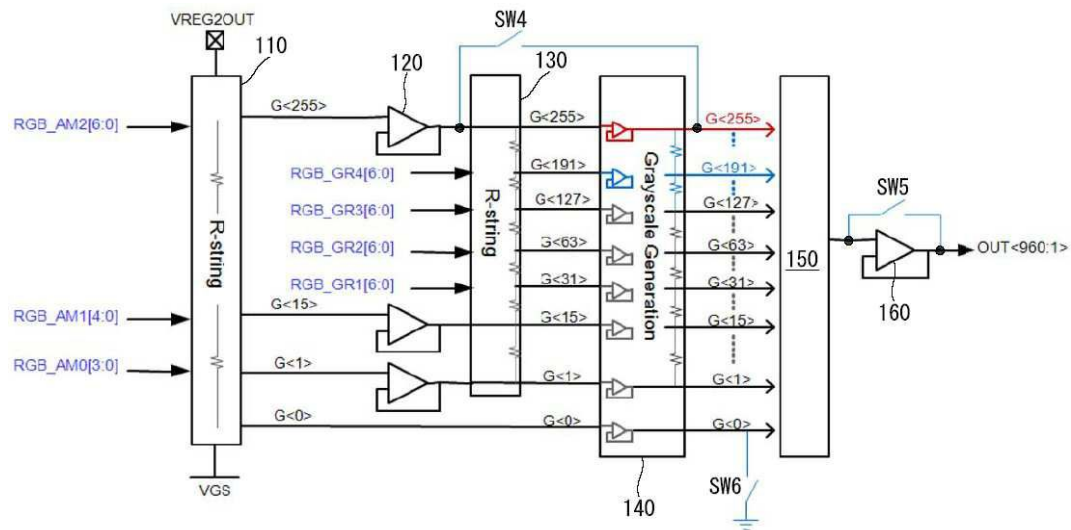 VREG2OUT
110
SW4
120
130
RGB_AM2[6:0]
G<255>
G<255>
G<255>
RGB_GR4[6:0]
G<191>
G<191>
RGB_GR3[6:0]
G<127>
G<127>
RGB_GR2[6:0]
G<63>
G<63>
RGB_GR1[6:0]
G<31>
G<31>
R-string
R-string
Grayscale Generation
150
SW5
OUT<960:1>
160
RGB_AM1[4:0]
G<15>
G<15>
G<15>
RGB_AM0[3:0]
G<1>
G<1>
G<1>
G<0>
G<0>
G<0>
VGS
140
SW6